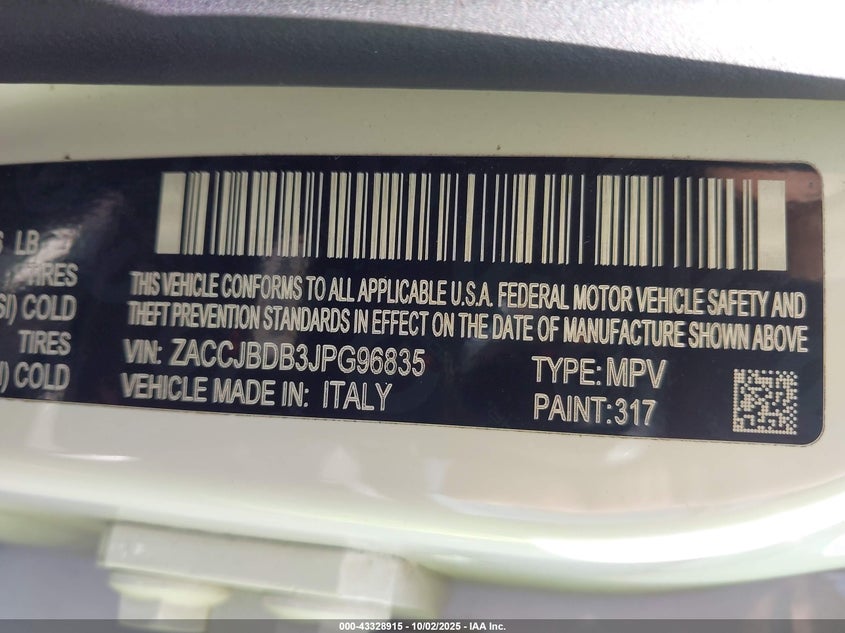 LB
TIRES
SI) COLD
TIRES
I) COLD
THIS VEHICLE CONFORMS TO ALL APPLICABLE U.S.A. FEDERAL MOTOR VEHICLE SAFETY AND
THEFT PREVENTION STANDARDS IN EFFECT ON THE DATE OF MANUFACTURE SHOWN ABOVE
VIN: ZACCJBDB3JPG96835
TYPE: MPV
VEHICLE MADE IN: ITALY
PAINT: 317
000-43328915 - 10/02/2025 - IAA Inc.